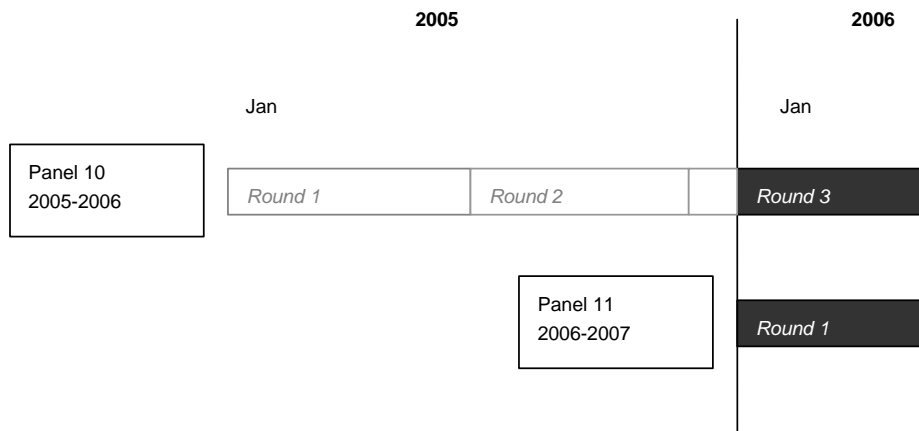 2005
2006
Jan
Jan
Panel 10
2005-2006
Round 1
Round 2
Round 3
Panel 11
2006-2007
Round 1